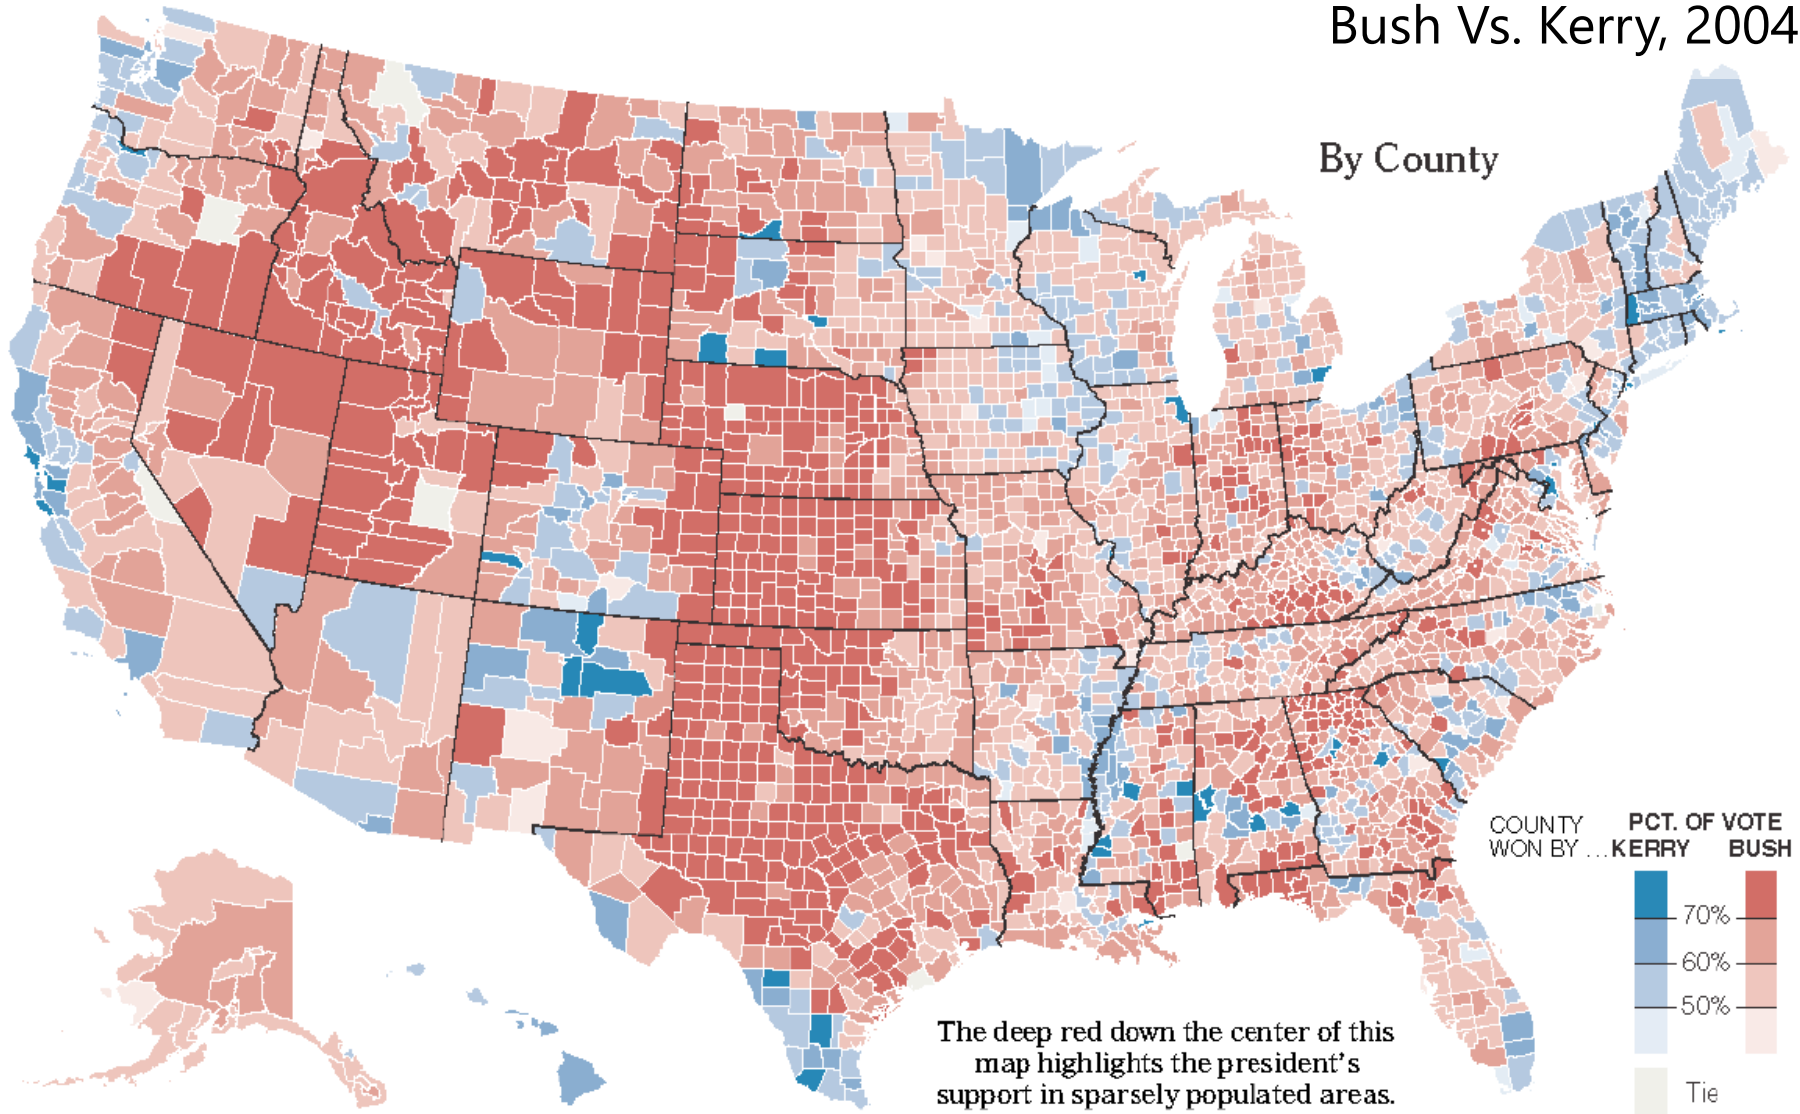 Bush Vs. Kerry, 2004
By County
COUNTY
WON BY ...
PCT. OF VOTE
KERRY BUSH
70%
60%
50%
Tie
The deep red down the center of this
map highlights the president's
support in sparsely populated areas.